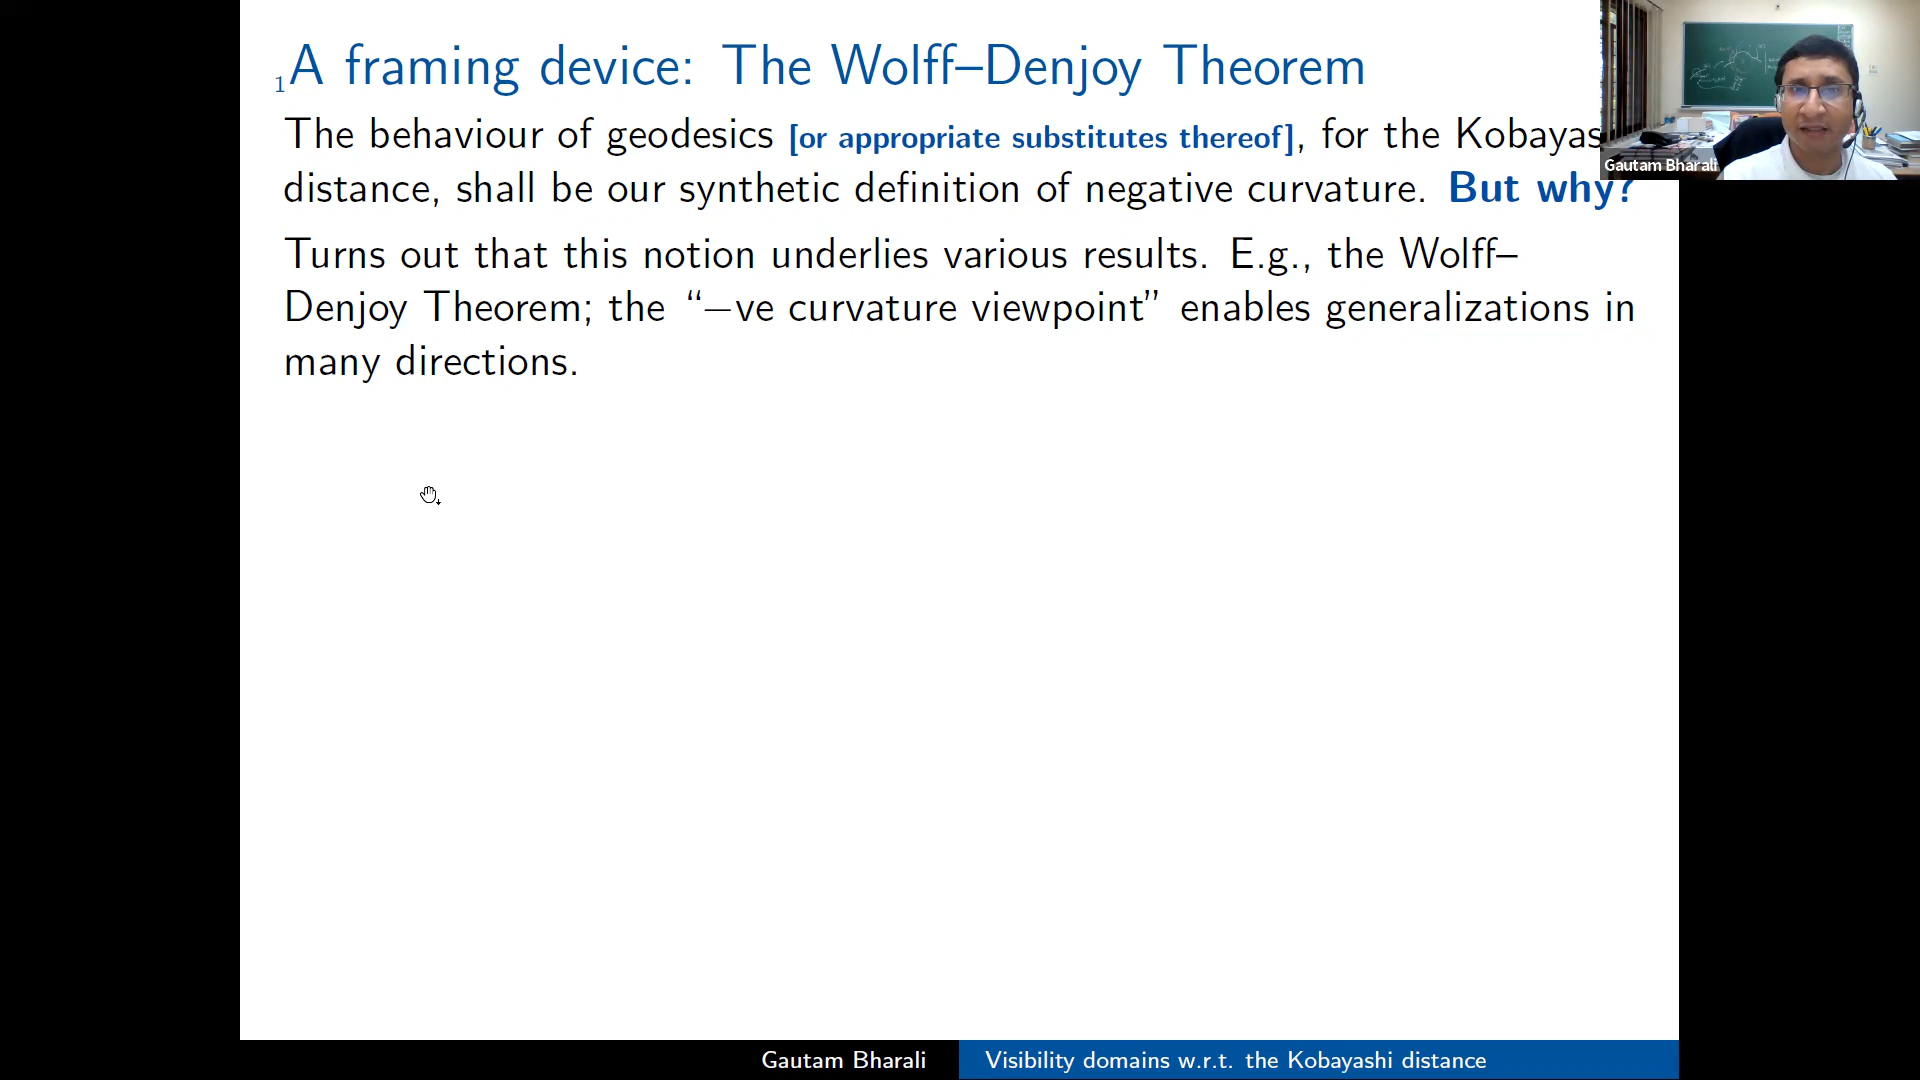 1 A framing device: The Wolff–Denjoy Theorem
The behaviour of geodesics [or appropriate substitutes thereof], for the Kobayas
distance, shall be our synthetic definition of negative curvature. But why?
Turns out that this notion underlies various results. E.g., the Wolff–
Denjoy Theorem; the “−ve curvature viewpoint” enables generalizations in
many directions.
Gautam Bharali
Gautam Bharali Visibility domains w.r.t. the Kobayashi distance